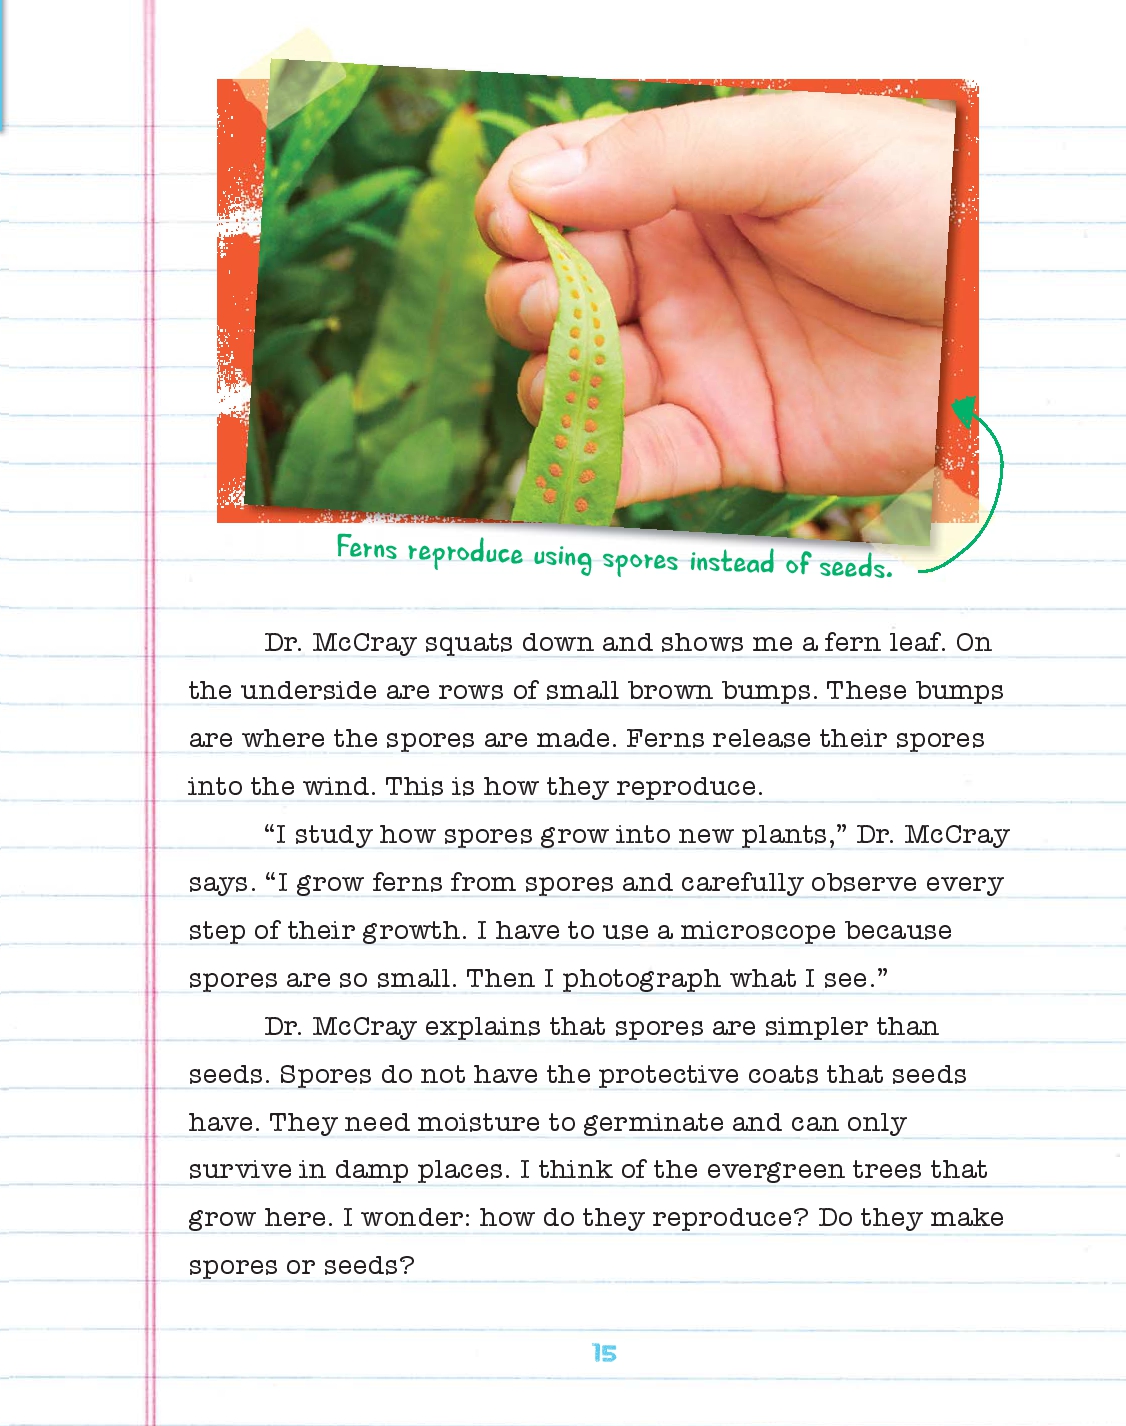 Ferns reproduce using spores instead of seeds.
Dr. McCray squats down and shows me a fern leaf. On
the underside are rows of small brown bumps. These bumps
are where the spores are made. Ferns release their spores
into the wind. This is how they reproduce.
“I study how spores grow into new plants,” Dr. McCray
says. “I grow ferns from spores and carefully observe every
step of their growth. I have to use a microscope because
spores are so small. Then I photograph what I see.”
Dr. McCray explains that spores are simpler than
seeds. Spores do not have the protective coats that seeds
have. They need moisture to germinate and can only
survive in damp places. I think of the evergreen trees that
grow here. I wonder: how do they reproduce? Do they make
spores or seeds?
15